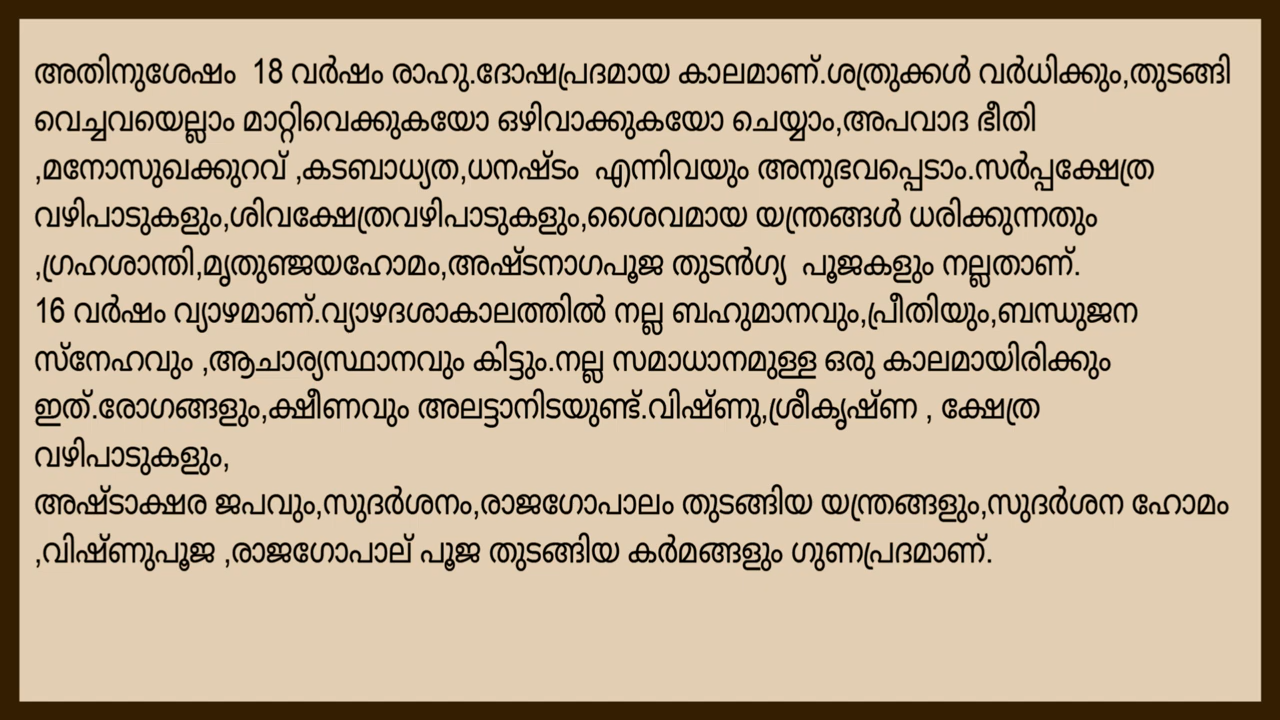 അതിനുശേഷം  18 വർഷം രാഹു.ദോഷപ്രദമായ കാലമാണ്.ശത്രുക്കൾ വർധിക്കും,തുടങ്ങി
വെച്ചവയെല്ലാം മാറ്റിവെക്കുകയോ ഒഴിവാക്കുകയോ ചെയ്യാം,അപവാദ ഭീതി
,മനോസുഖക്കുറവ് ,കടബാധ്യത,ധനഷ്ടം  എന്നിവയും അനുഭവപ്പെടാം.സർപ്പക്ഷേത്ര
വഴിപാടുകളും,ശിവക്ഷേത്രവഴിപാടുകളും,ശൈവമായ യന്ത്രങ്ങൾ ധരിക്കുന്നതും
,ഗ്രഹശാന്തി,മൃതുഞ്ജയഹോമം,അഷ്ടനാഗപൂജ തുടൻഗ്യ  പൂജകളും നല്ലതാണ്.
16 വർഷം വ്യാഴമാണ്.വ്യാഴദശാകാലത്തിൽ നല്ല ബഹുമാനവും,പ്രീതിയും,ബന്ധുജന
സ്നേഹവും ,ആചാര്യസ്ഥാനവും കിട്ടും.നല്ല സമാധാനമുള്ള ഒരു കാലമായിരിക്കും
ഇത്.രോഗങ്ങളും,ക്ഷീണവും അലട്ടാനിടയുണ്ട്.വിഷ്ണു,ശ്രീകൃഷ്ണ , ക്ഷേത്ര
വഴിപാടുകളും,
അഷ്ടാക്ഷര ജപവും,സുദർശനം,രാജഗോപാലം തുടങ്ങിയ യന്ത്രങ്ങളും,സുദർശന ഹോമം
,വിഷ്ണുപൂജ ,രാജഗോപാല് പൂജ തുടങ്ങിയ കർമങ്ങളും ഗുണപ്രദമാണ്.